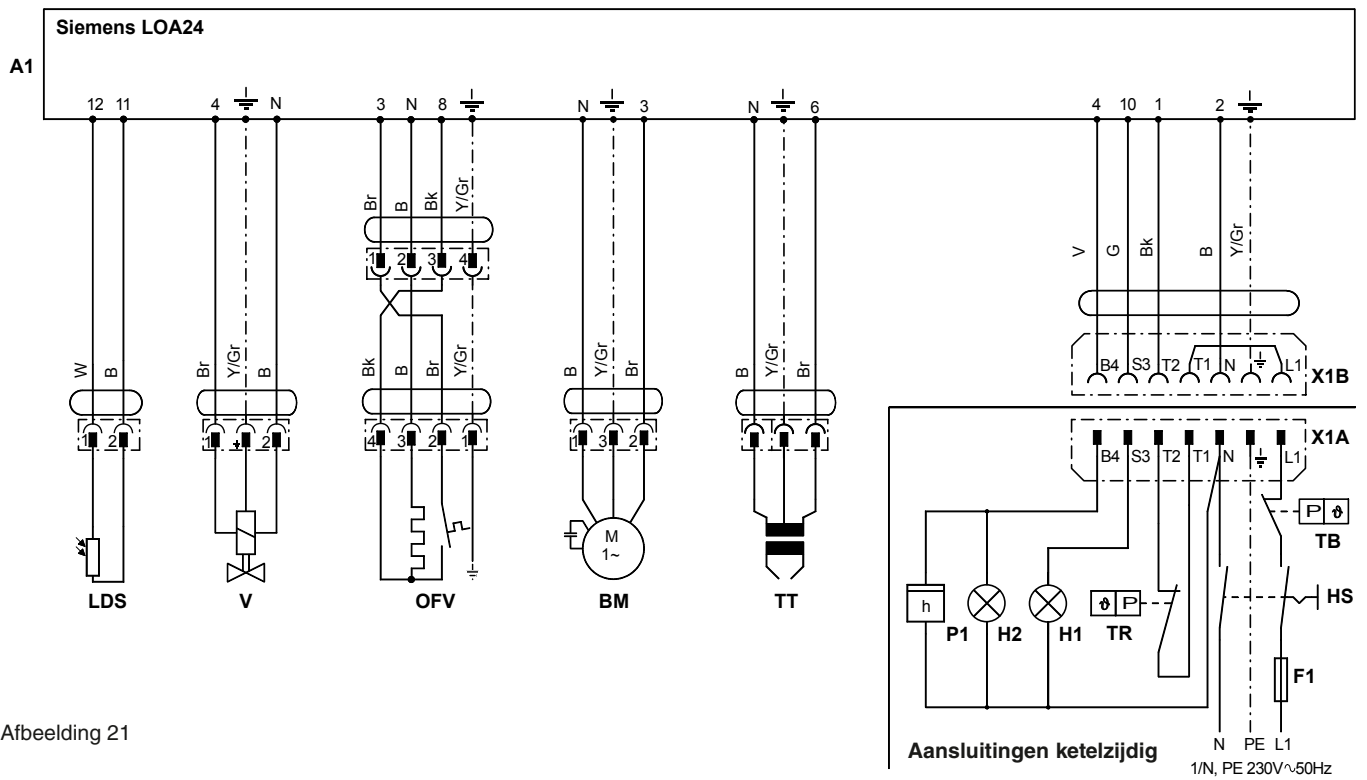 Siemens LOA24
A1
12 11 4 N 3 N 8 N 3 N 6 4 10 1 2
Br B Bk Y/Gr
V G Bk B Y/Gr
1 2 3 4
W B Br Y/Gr B Bk B Br Y/Gr B Y/Gr Br B Y/Gr Br
B4 S3 T2 T1 N L1 X1B
1 2 1 2 4 3 2 1 1 3 2
X1A
B4 S3 T2 T1 N L1
P ϑ
TB
M
1~
LDS V OFV BM TT
h ϑ P HS
P1 H2 H1 TR
F1
Afbeelding 21
Aansluitingen ketelzijdig
N PE L1
1/N, PE 230V~50Hz